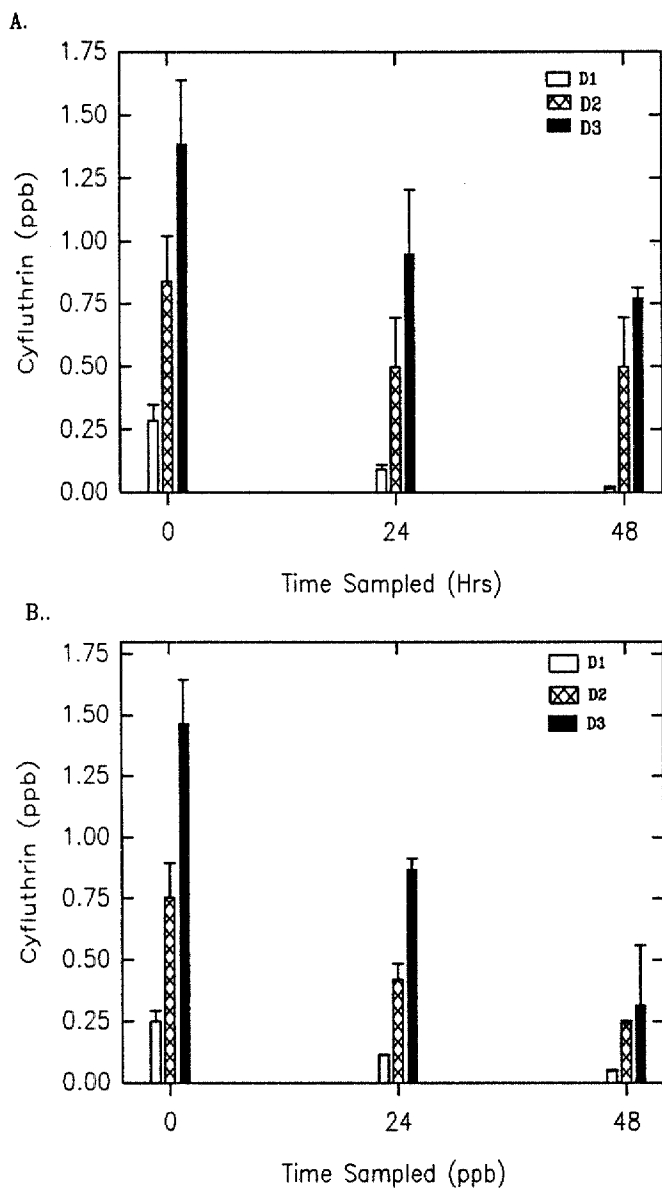 A.
Cyfluthrin (ppb)
1.75
1.50
1.25
1.00
0.75
0.50
0.25
0.00
D1
D2
D3
0 24 48
Time Sampled (Hrs)
B..
Cyfluthrin (ppb)
1.75
1.50
1.25
1.00
0.75
0.50
0.25
0.00
D1
D2
D3
0 24 48
Time Sampled (ppb)